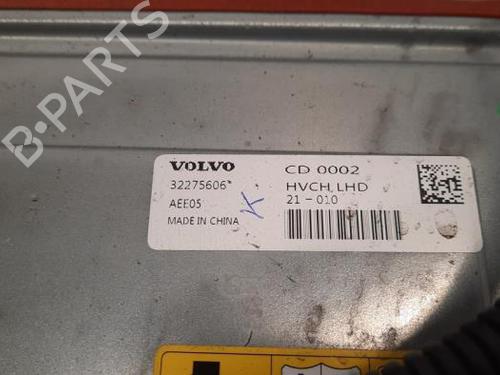 B-PARTS
VOLVO
32275606*
AEE05
MADE IN CHINA
K
CD 0002
HVCH, LHD
21-010